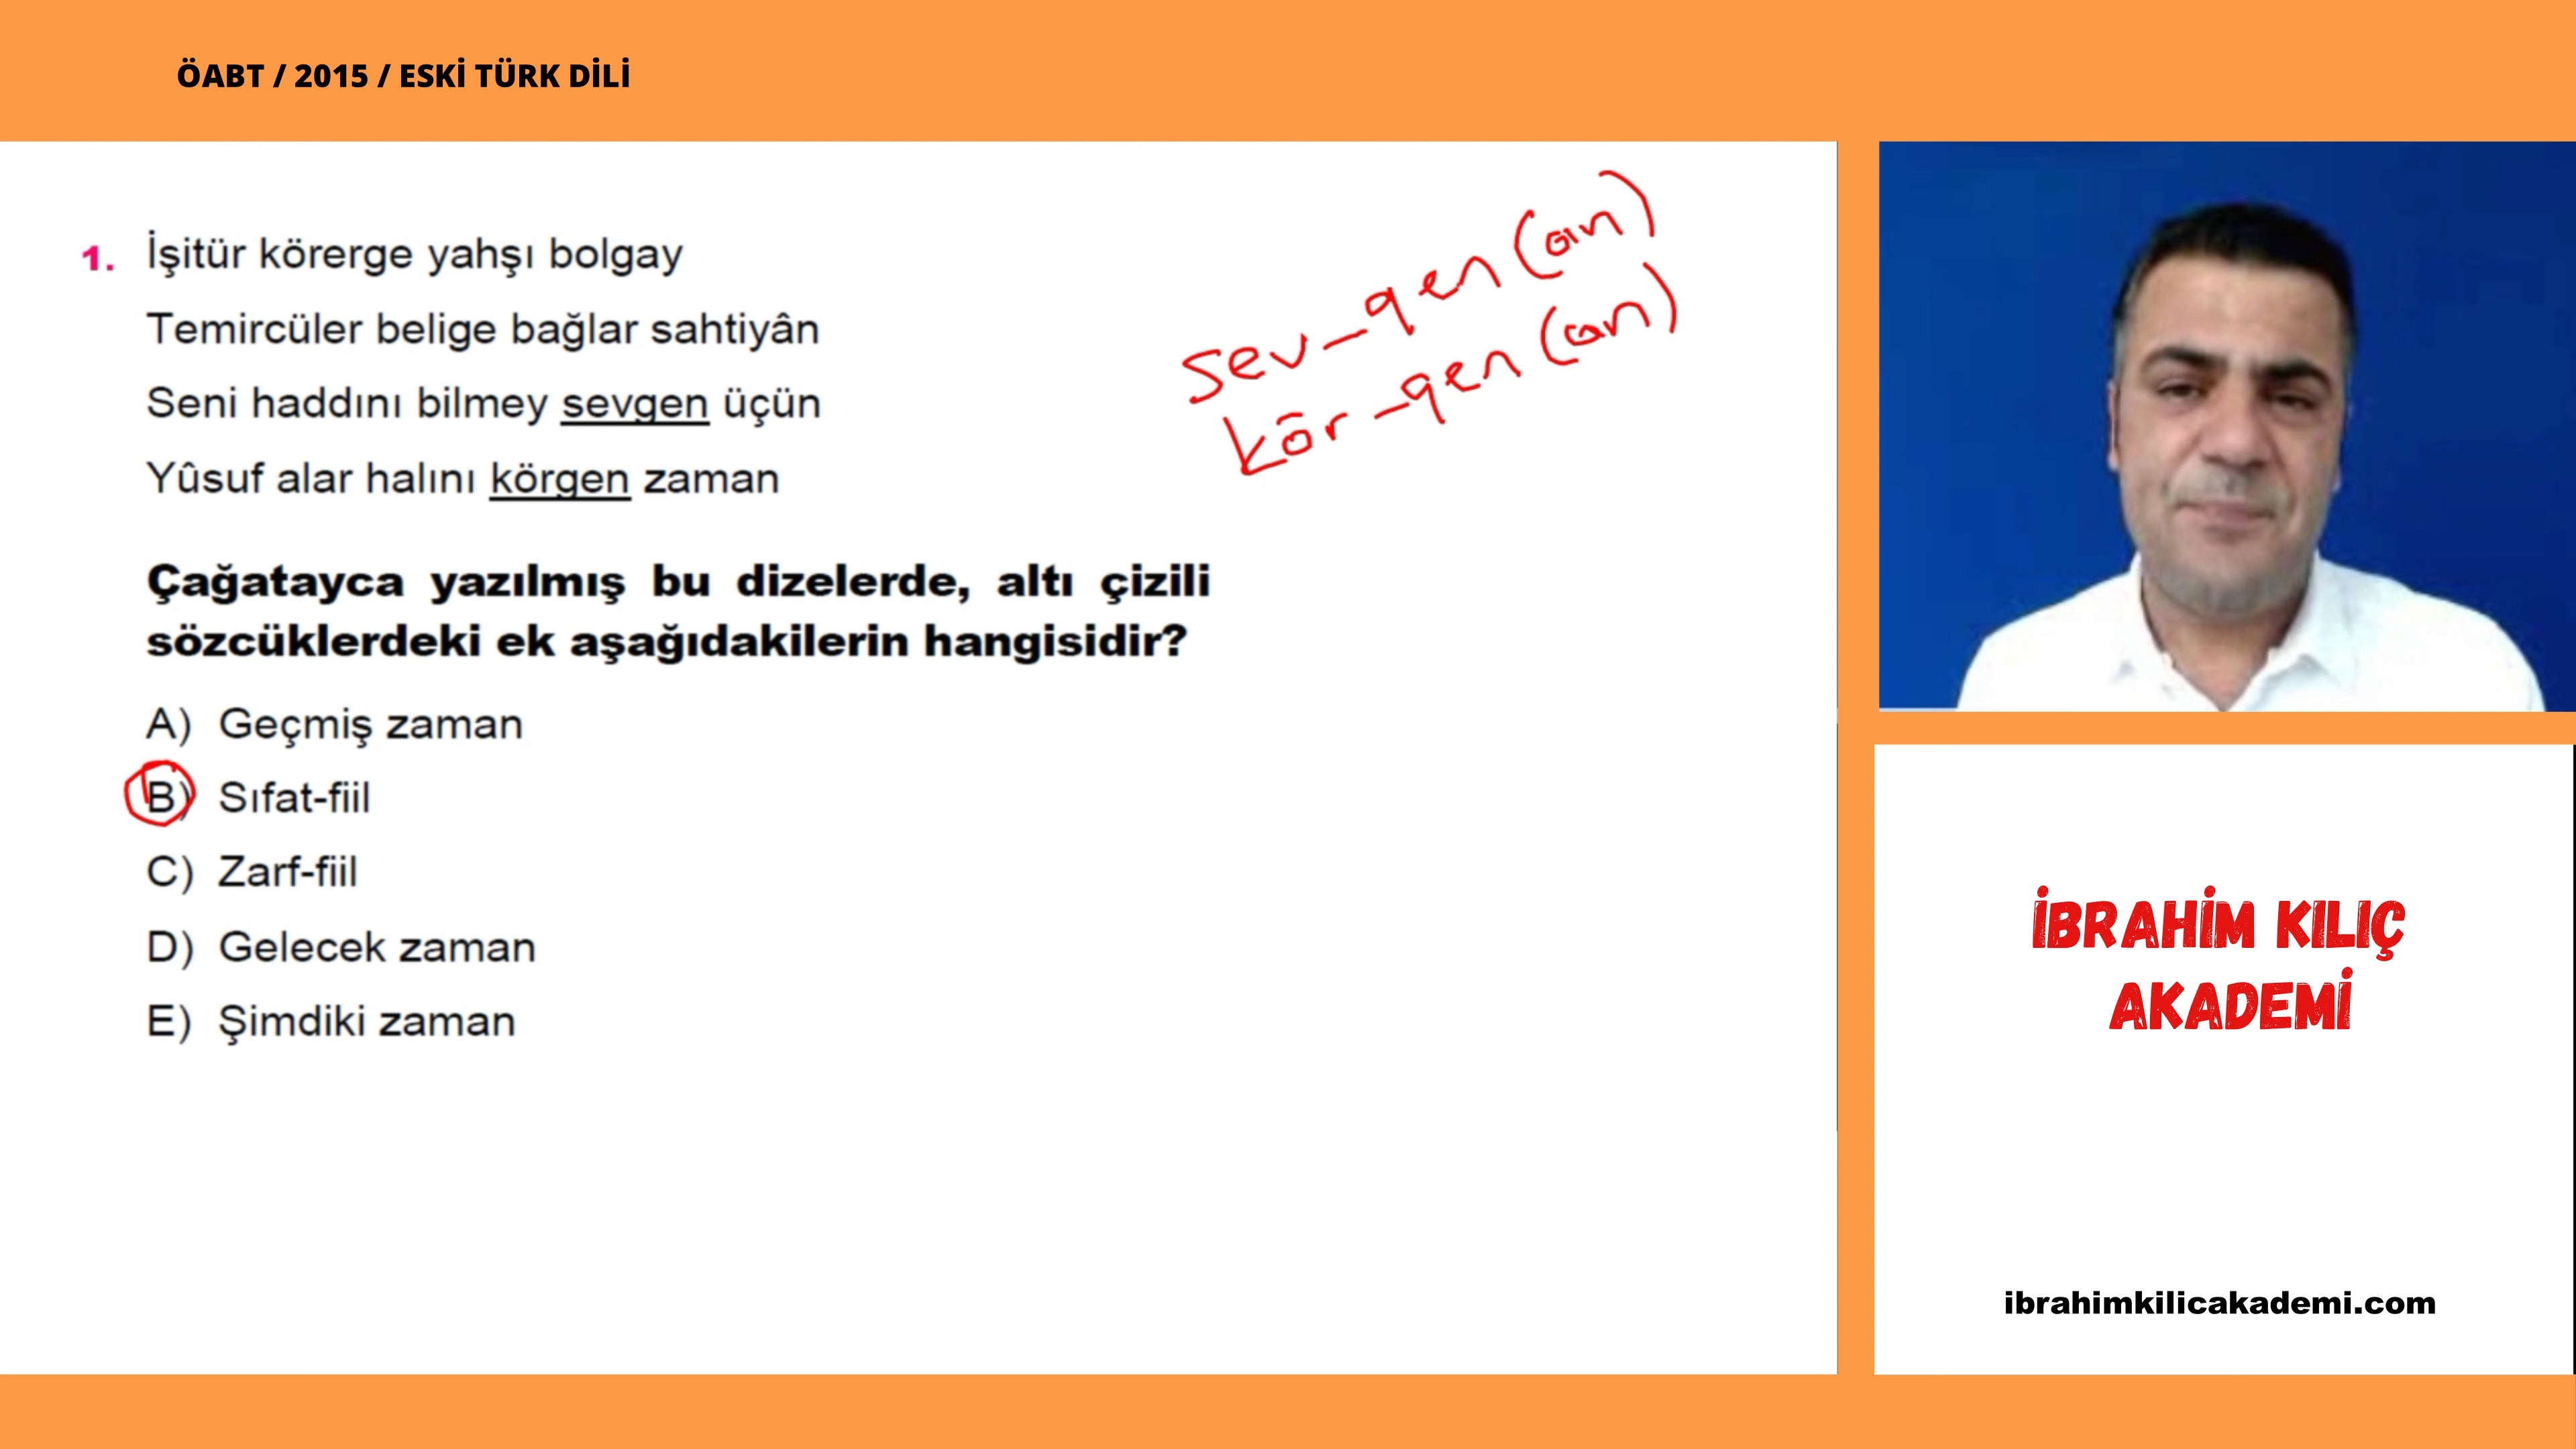 ÖABT / 2015 / ESKİ TÜRK DİLİ
1. İşitür körerge yahşı bolgay
Temircüler belige bağlar sahtiyân
Seni haddını bilmey sevgen üçün
Yûsuf alar halını körgen zaman
sev-gen (an)
kör-gen (an)
Çağatayca yazılmış bu dizelerde, altı çizili
sözcüklerdeki ek aşağıdakilerin hangisidir?
A) Geçmiş zaman
B) Sıfat-fiil
C) Zarf-fiil
D) Gelecek zaman
E) Şimdiki zaman
İBRAHİM KILIÇ
AKADEMİ
ibrahimkilicakademi.com